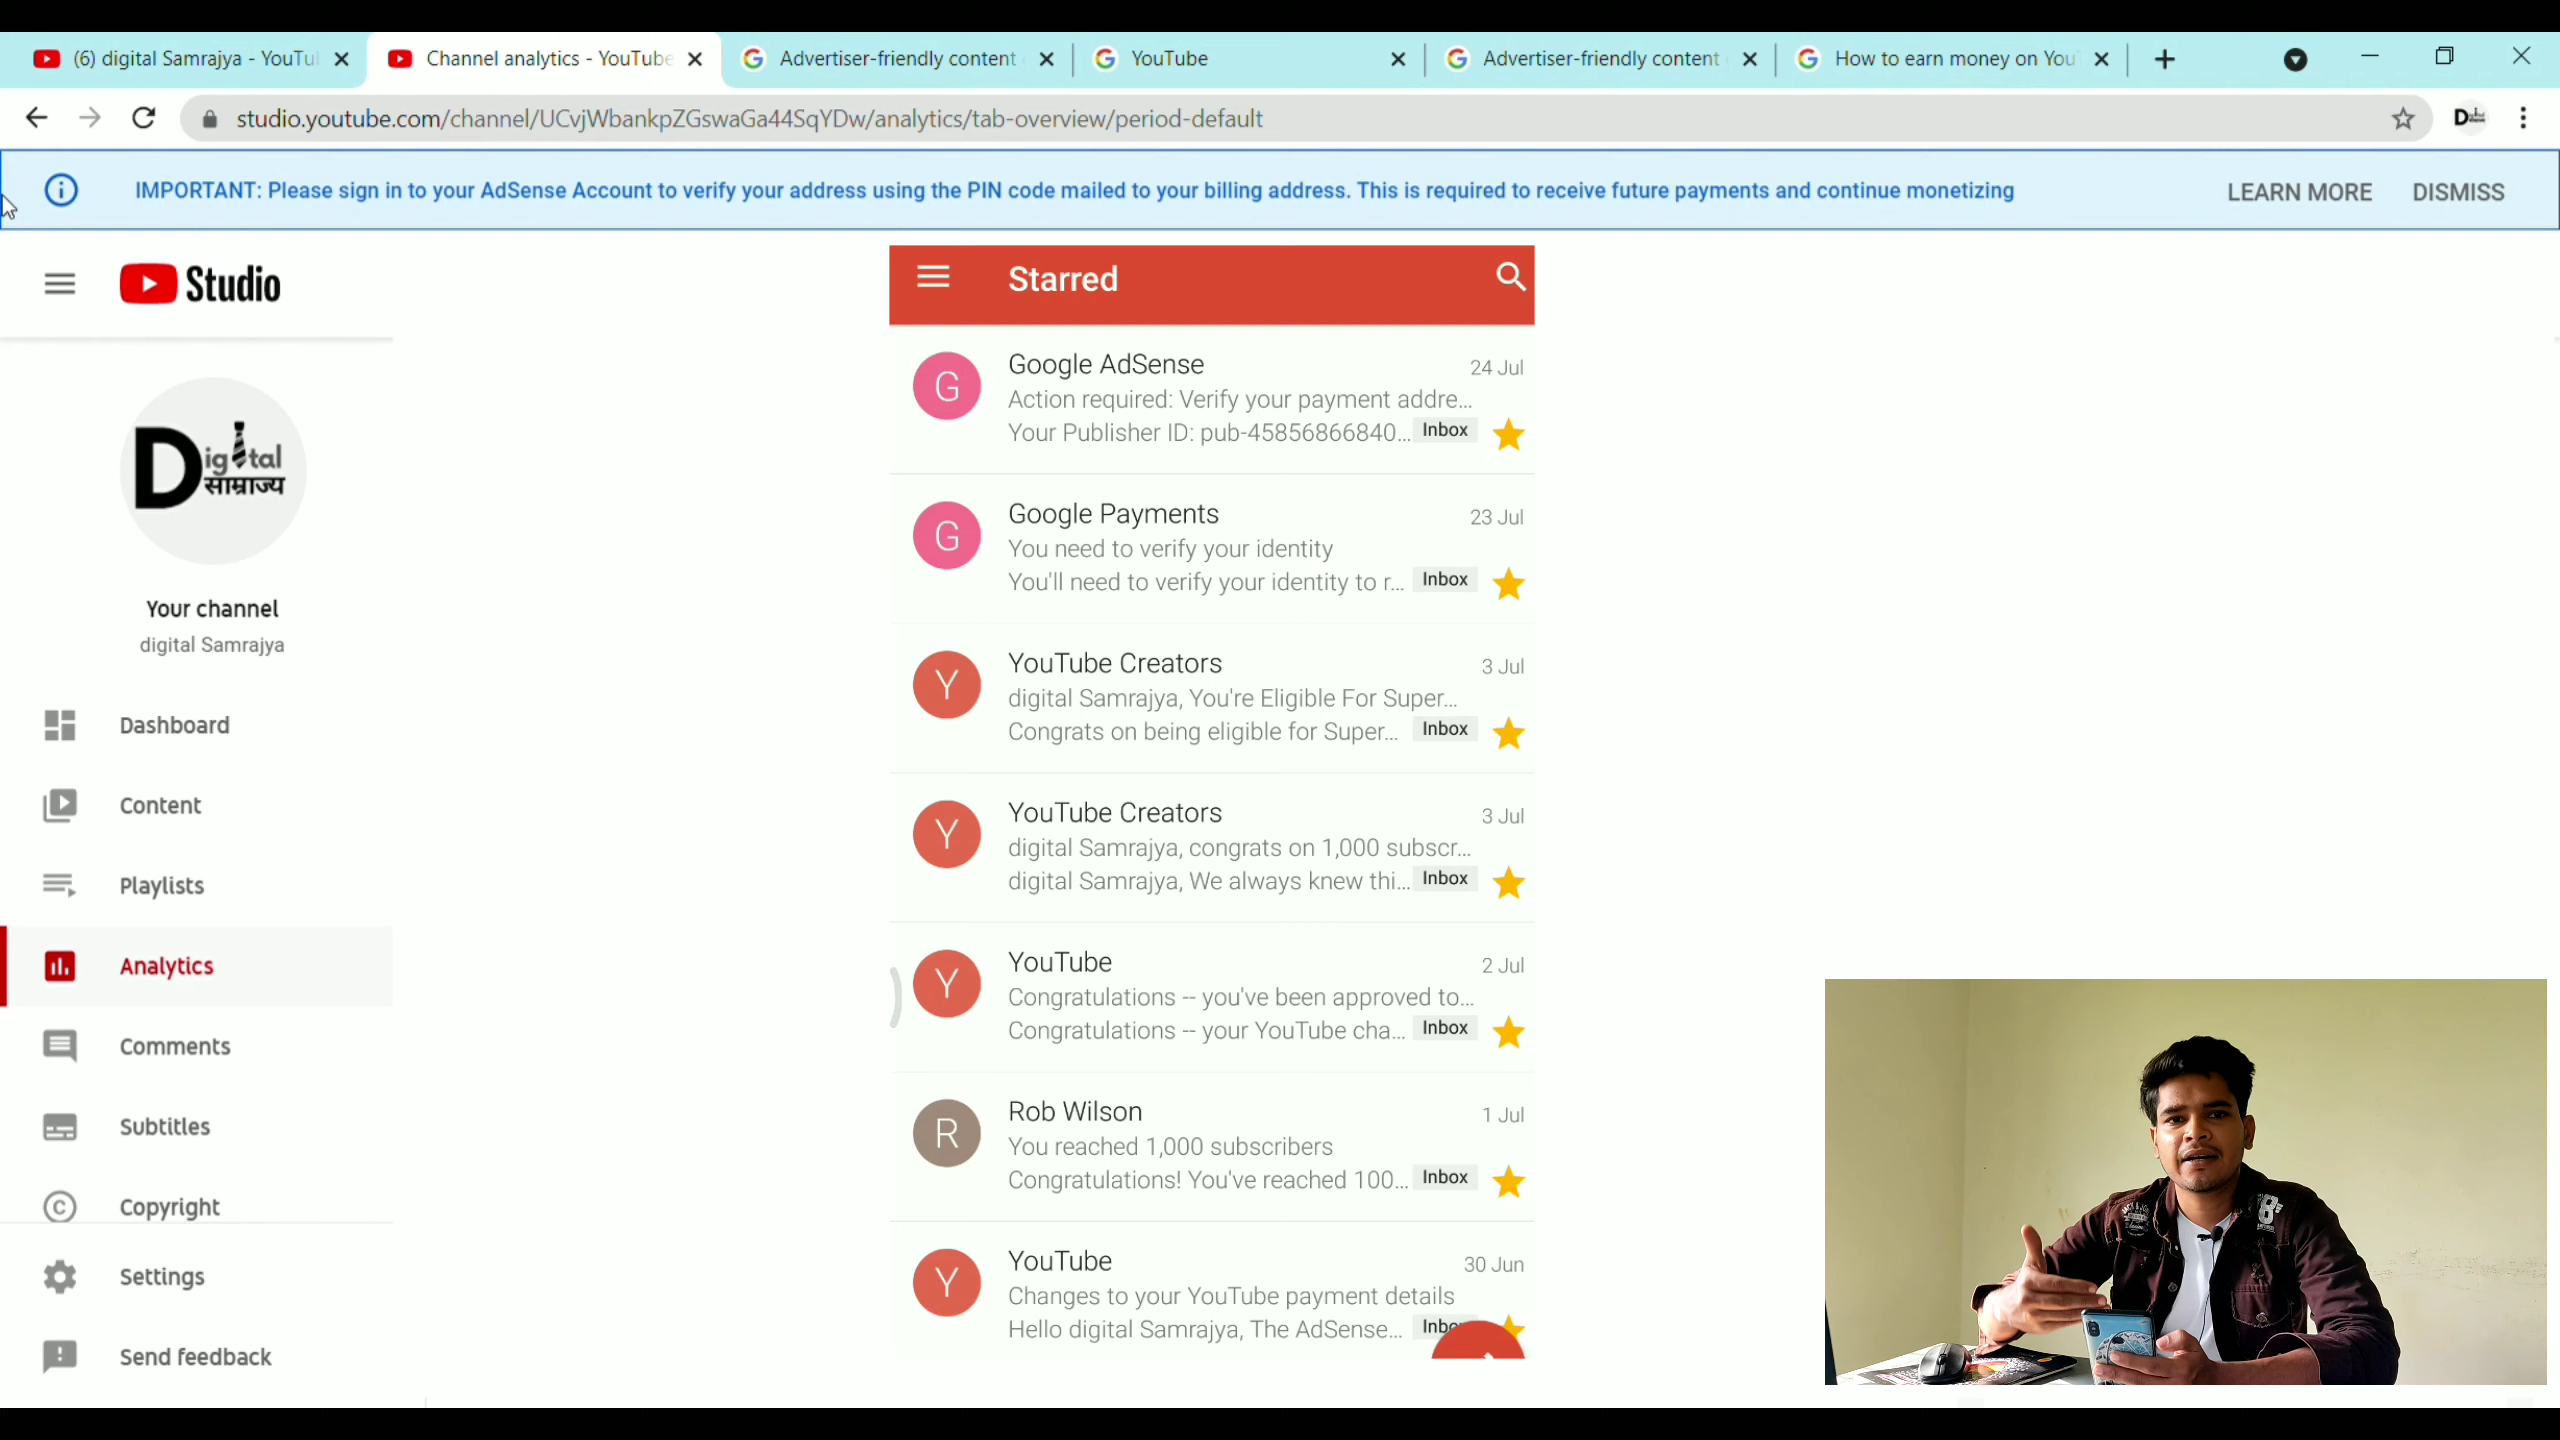 (6) digital Samrajya - YouTu
Channel analytics - YouTube
Advertiser-friendly content
YouTube
Advertiser-friendly content
How to earn money on You
studio.youtube.com/channel/UCvjWbankpZGswaGa44SqYDw/analytics/tab-overview/period-default
IMPORTANT: Please sign in to your AdSense Account to verify your address using the PIN code mailed to your billing address. This is required to receive future payments and continue monetizing
LEARN MORE
DISMISS
Studio
Digital
साम्राज्य
Your channel
digital Samrajya
Dashboard
Content
Playlists
Analytics
Comments
Subtitles
Copyright
Settings
Send feedback
Starred
G
Google AdSense 24 Jul
Action required: Verify your payment addre...
Your Publisher ID: pub-45856866840... Inbox
G
Google Payments 23 Jul
You need to verify your identity
You'll need to verify your identity to r... Inbox
Y
YouTube Creators 3 Jul
digital Samrajya, You're Eligible For Super...
Congrats on being eligible for Super... Inbox
Y
YouTube Creators 3 Jul
digital Samrajya, congrats on 1,000 subscr...
digital Samrajya, We always knew thi... Inbox
Y
YouTube 2 Jul
Congratulations -- you've been approved to...
Congratulations -- your YouTube cha... Inbox
R
Rob Wilson 1 Jul
You reached 1,000 subscribers
Congratulations! You've reached 100... Inbox
Y
YouTube 30 Jun
Changes to your YouTube payment details
Hello digital Samrajya, The AdSense... Inbox